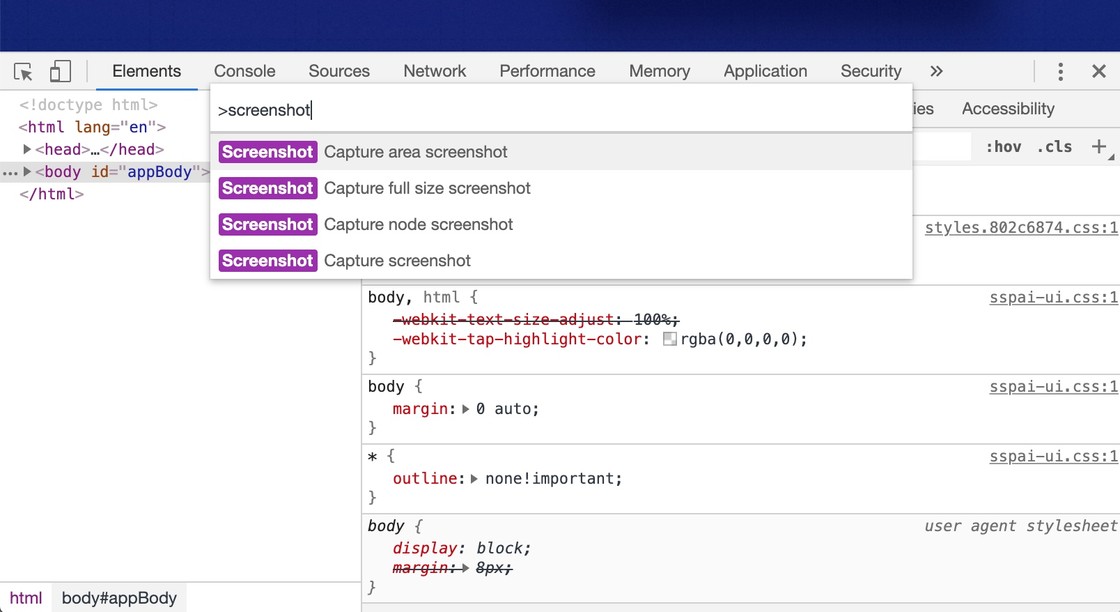 Elements Console Sources Network Performance Memory Application Security »
>screenshot
Screenshot Capture area screenshot
Screenshot Capture full size screenshot
Screenshot Capture node screenshot
Screenshot Capture screenshot
<!doctype html>
<html lang="en">
<head>…</head>
…<body id="appBody">
</html>
ies Accessibility
:hov .cls +
styles.802c6874.css:1
body, html { sspai-ui.css:1
-webkit-text-size-adjust: 100%;
-webkit-tap-highlight-color: rgba(0,0,0,0);
}
body { sspai-ui.css:1
margin: 0 auto;
}
* { sspai-ui.css:1
outline: none!important;
}
body { user agent stylesheet
display: block;
margin: 8px;
}
html body#appBody